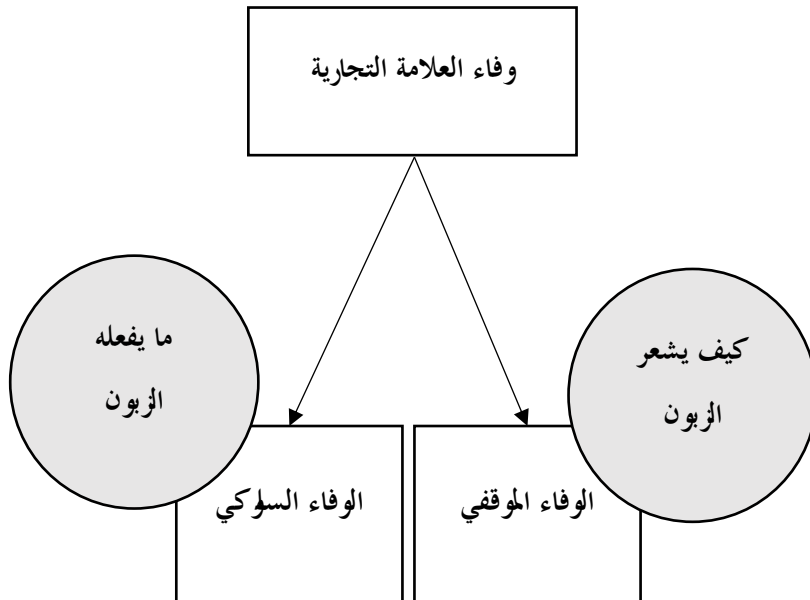 وفاء العلامة التجارية
كيف يشعر
الزبون
ما يفعله
الزبون
الوفاء الموقفي
الوفاء السلوكي